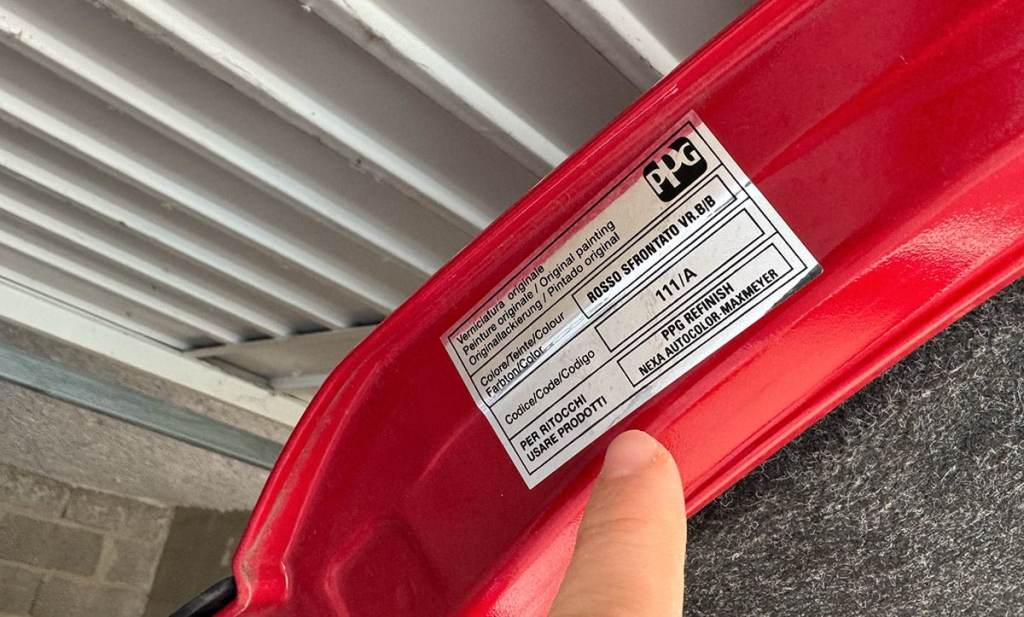 PPG
Verniciatura originale
Peinture originale / Original painting
Originallackierung / Pintado original
Colore/Teinte/Colour
Farbton/Color
ROSSO SFRONTATO VR.B/B
Codice/Code/Codigo
111/A
PER RITOCCHI
USARE PRODOTTI
PPG REFINISH
NEXA AUTOCOLOR-MAXMEYER